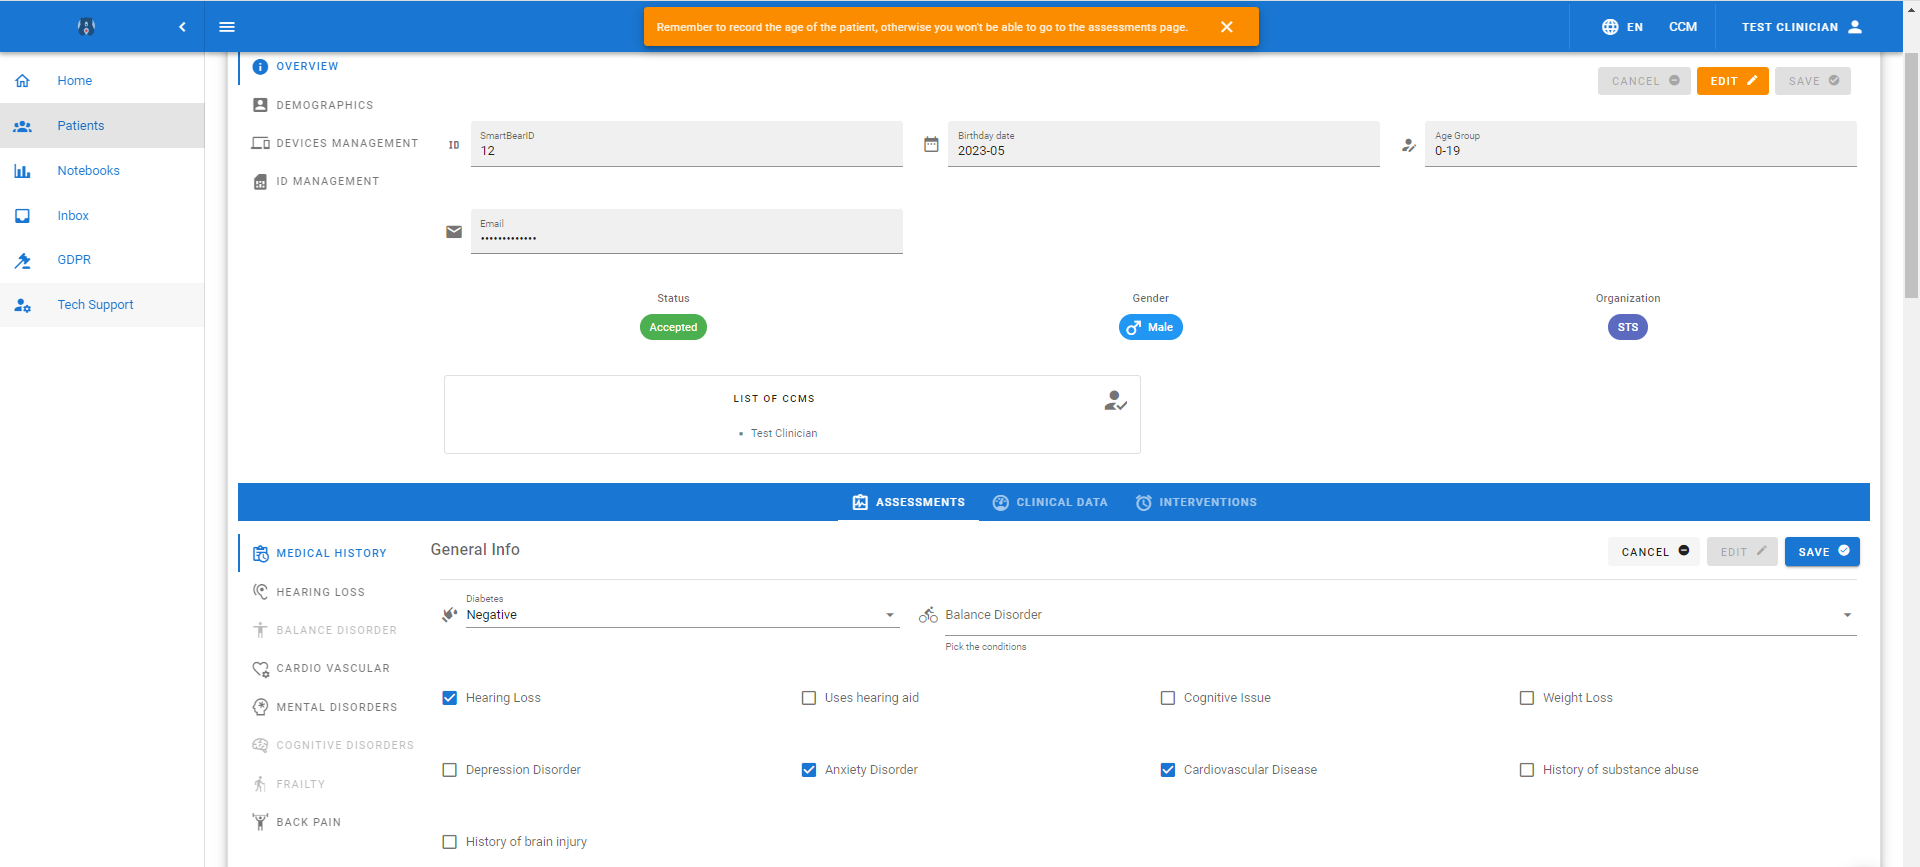 Remember to record the age of the patient, otherwise you won't be able to go to the assessments page.
EN CCM TEST CLINICIAN
Home
Patients
Notebooks
Inbox
GDPR
Tech Support
OVERVIEW
DEMOGRAPHICS
DEVICES MANAGEMENT
ID MANAGEMENT
CANCEL EDIT SAVE
ID
SmartBearID
12
Birthday date
2023-05
Age Group
0-19
Email
•••••••••••••
Status
Accepted
Gender
Male
Organization
STS
LIST OF CCMS
• Test Clinician
ASSESSMENTS CLINICAL DATA INTERVENTIONS
MEDICAL HISTORY
HEARING LOSS
BALANCE DISORDER
CARDIO VASCULAR
MENTAL DISORDERS
COGNITIVE DISORDERS
FRAILTY
BACK PAIN
General Info
CANCEL EDIT SAVE
Diabetes
Negative
Balance Disorder
Pick the conditions
Hearing Loss Uses hearing aid Cognitive Issue Weight Loss
Depression Disorder Anxiety Disorder Cardiovascular Disease History of substance abuse
History of brain injury